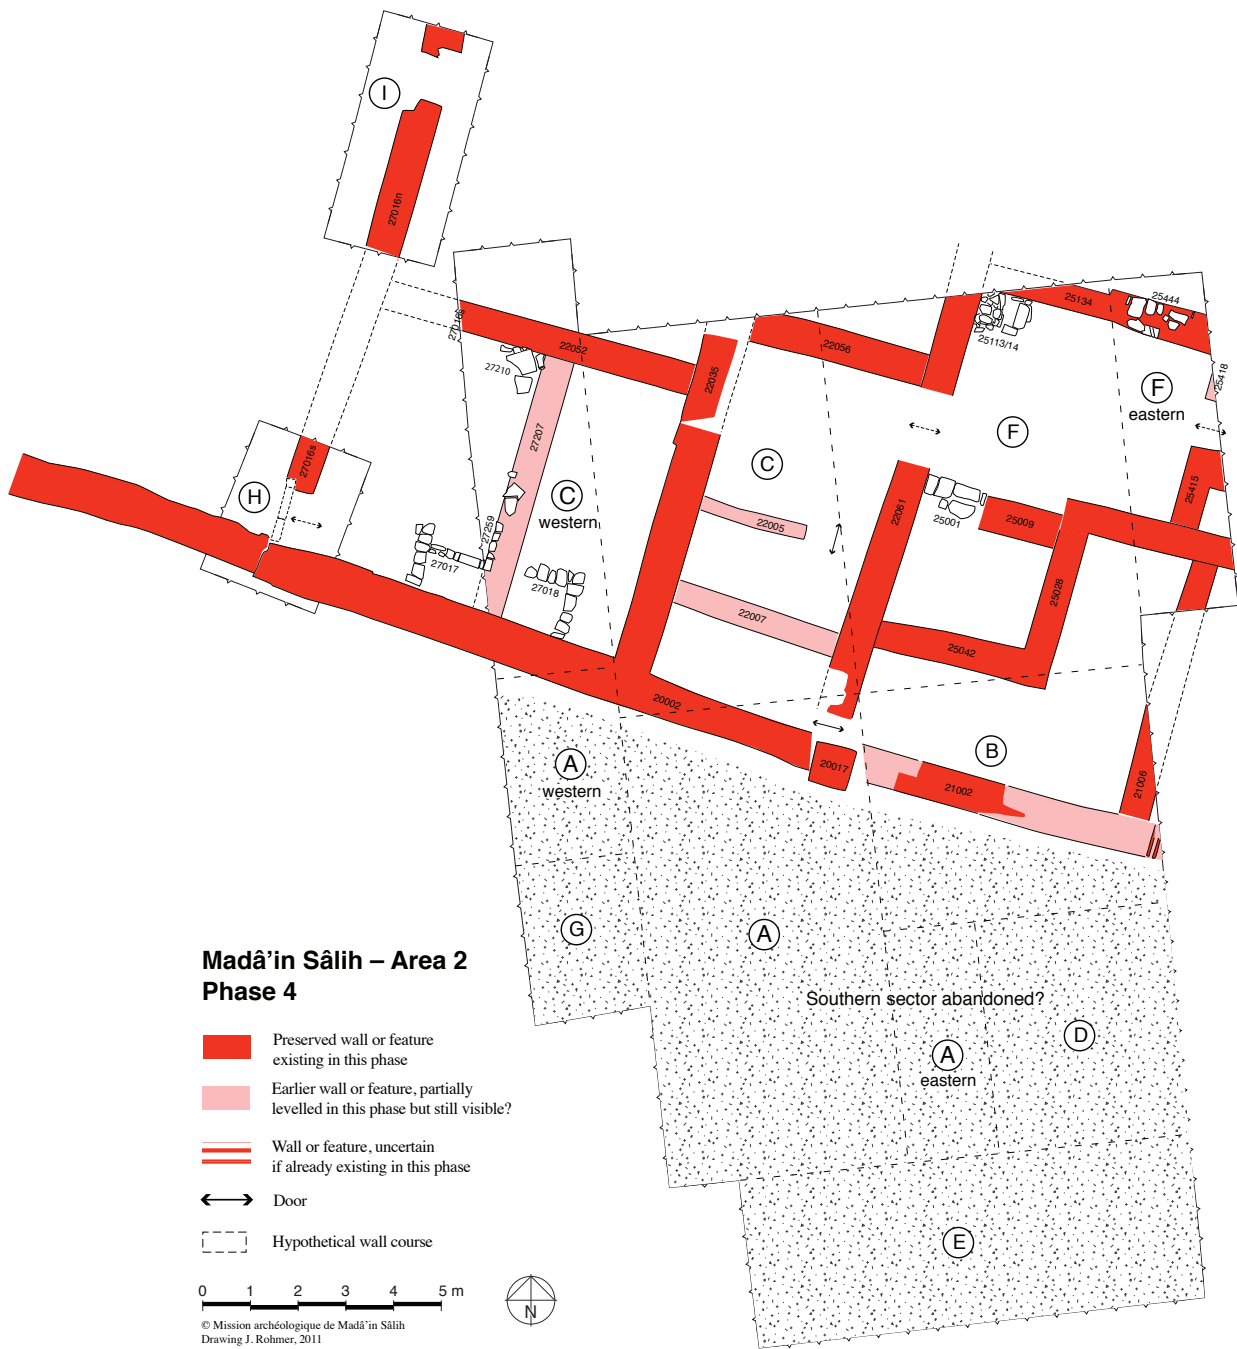 I
27016n
27016s
22052
27210
22035
22056
25134
25444
25113/14
25418
F
eastern
F
27207
C
C
western
27016s
H
22061
25001
25009
25415
27259
22005
27017
27018
22007
25028
25042
20002
A
western
20017
B
21002
21006
G
A
Southern sector abandoned?
D
A
eastern
E
Madâ’in Sâlih – Area 2
Phase 4
Preserved wall or feature
existing in this phase
Earlier wall or feature, partially
levelled in this phase but still visible?
Wall or feature, uncertain
if already existing in this phase
Door
Hypothetical wall course
0 1 2 3 4 5 m
N
© Mission archéologique de Madâ’in Sâlih
Drawing J. Rohmer, 2011